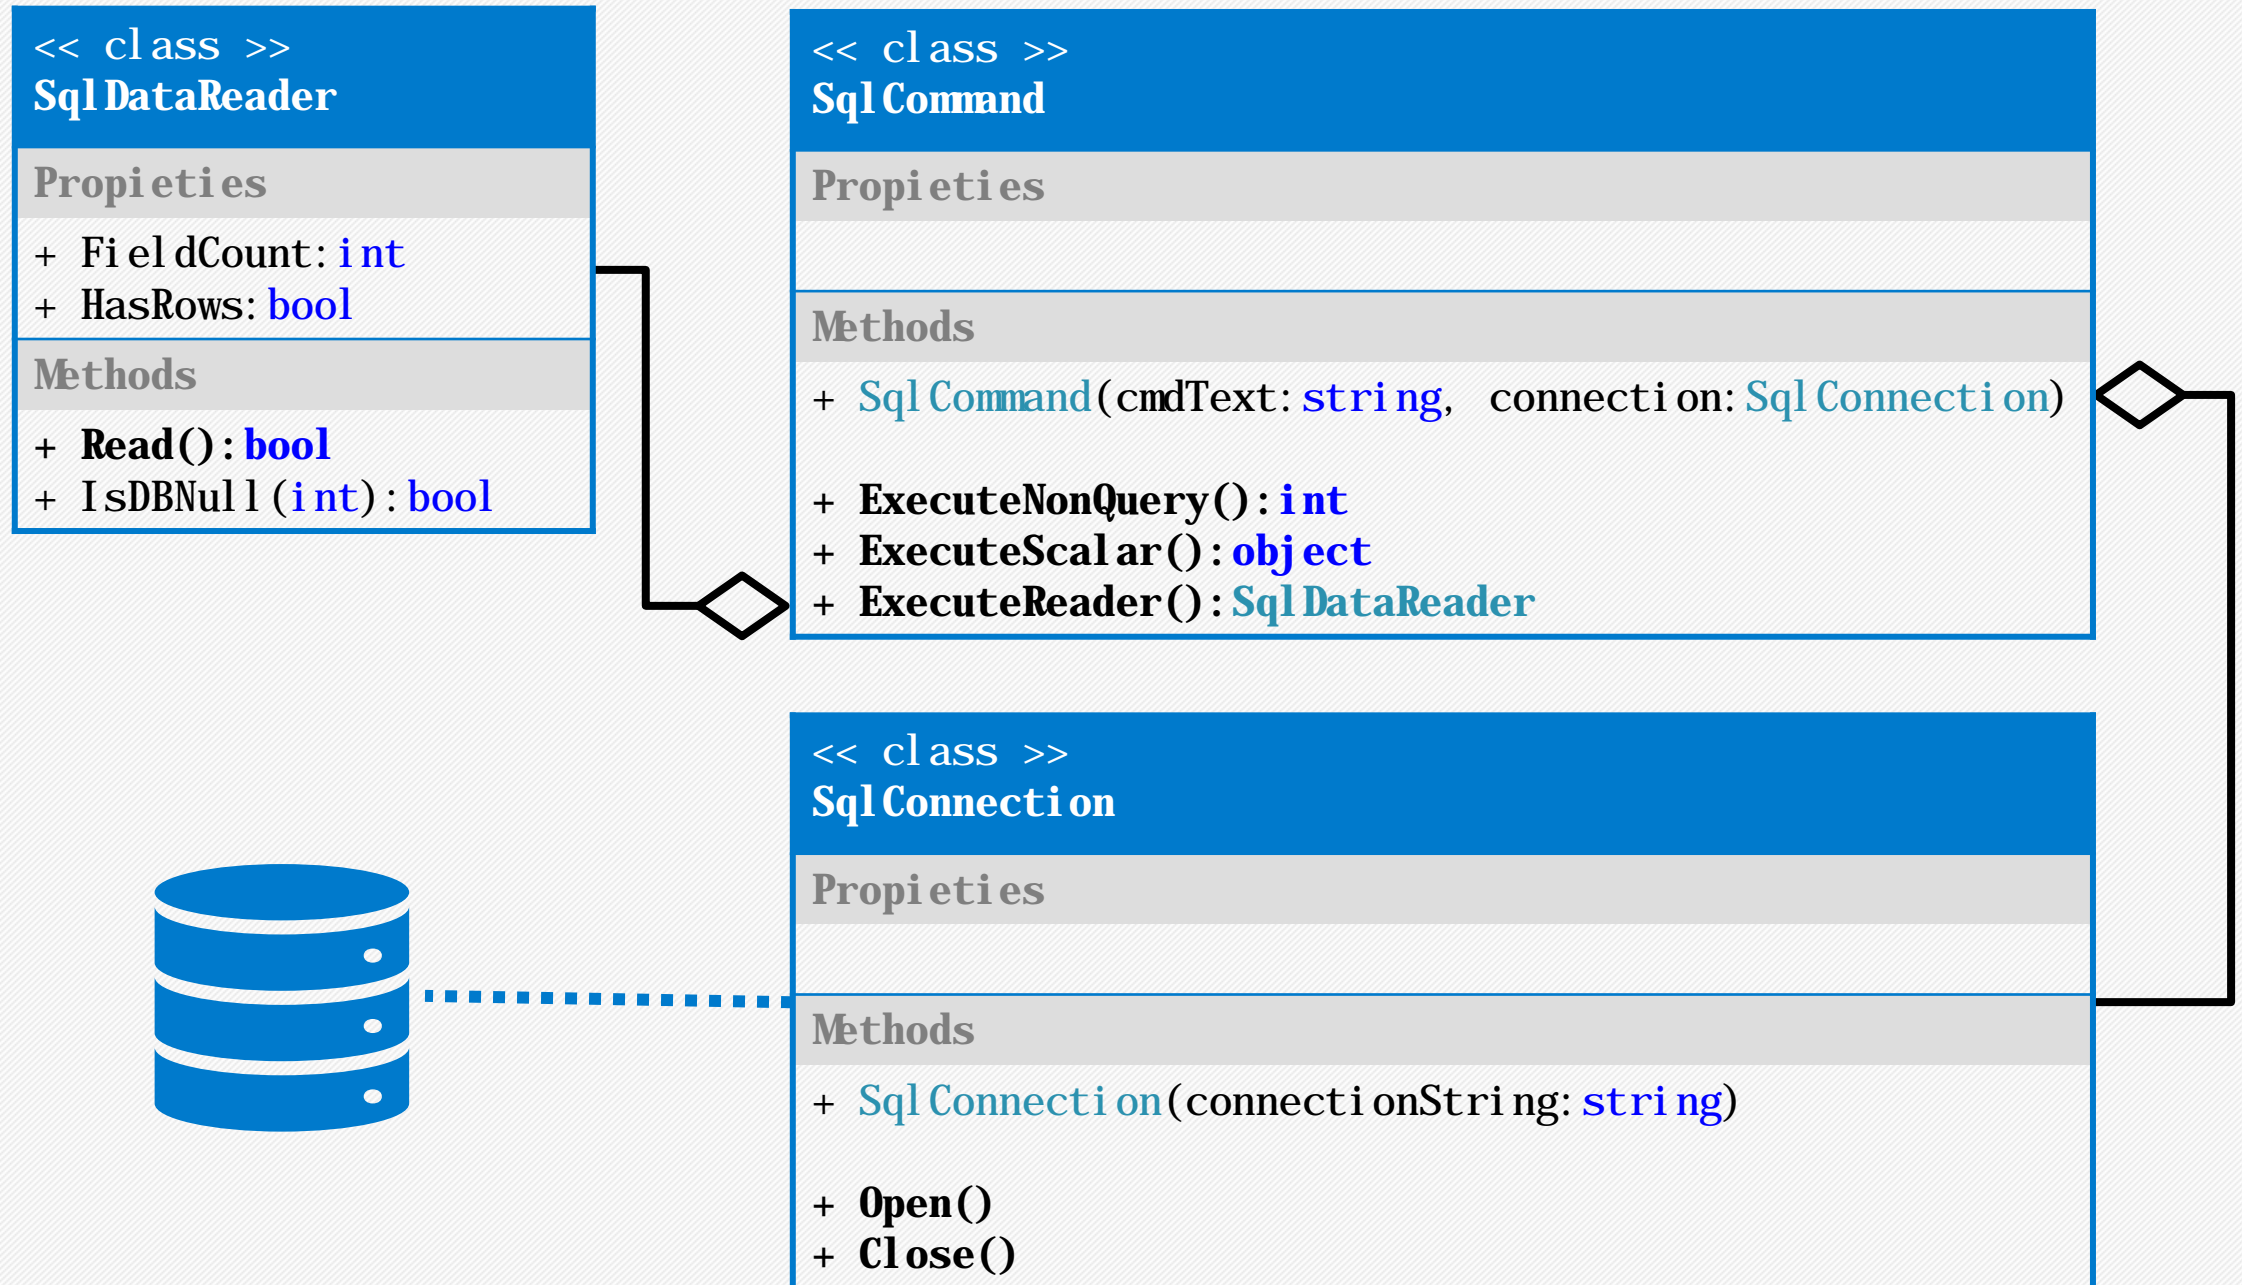 << class >>
SqlDataReader
Propieties
+ FieldCount:int
+ HasRows:bool
Methods
+ Read():bool
+ IsDBNull(int):bool
<< class >>
SqlCommand
Propieties
Methods
+ SqlCommand(cmdText:string, connection:SqlConnection)
+ ExecuteNonQuery():int
+ ExecuteScalar():object
+ ExecuteReader():SqlDataReader
<< class >>
SqlConnection
Propieties
Methods
+ SqlConnection(connectionString:string)
+ Open()
+ Close()